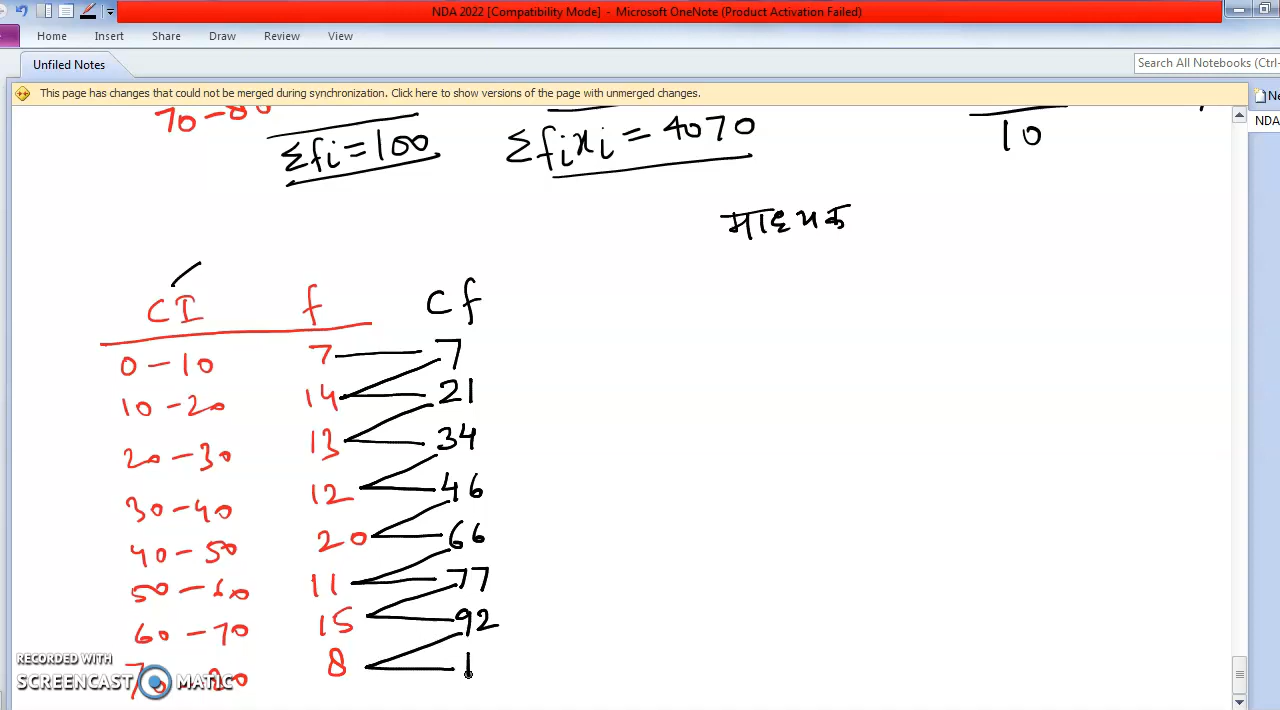 NDA 2022 [Compatibility Mode] - Microsoft OneNote (Product Activation Failed)
Home Insert Share Draw Review View
Unfiled Notes
Search All Notebooks (Ctrl+
This page has changes that could not be merged during synchronization. Click here to show versions of the page with unmerged changes.
Ne
NDA
70-80
Σfi=100 Σfixi=4070 10
माध्यक
CI f Cf
0-10 7 7
10-20 14 21
20-30 13 34
30-40 12 46
40-50 20 66
50-60 11 77
60-70 15 92
8 1
RECORDED WITH
SCREENCAST MATIC